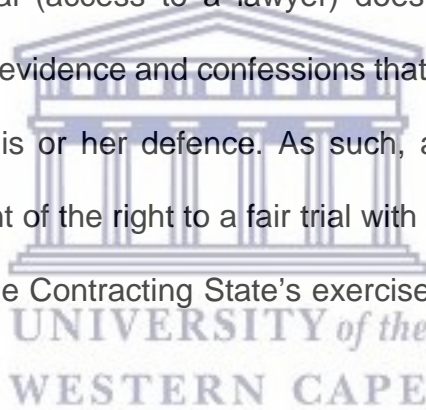 al (access to a lawyer) does
evidence and confessions that
is or her defence. As such, a
nt of the right to a fair trial with
e Contracting State's exercise
UNIVERSITY of the
WESTERN CAPE